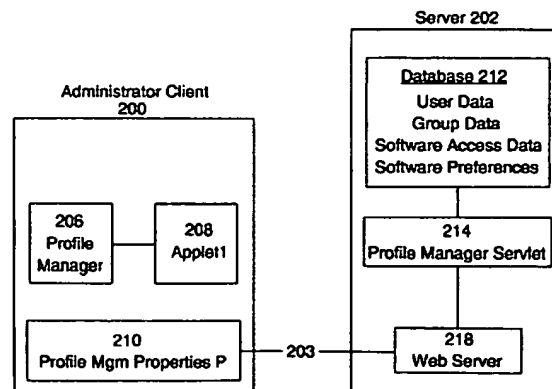 Server 202
Database 212
User Data
Group Data
Software Access Data
Software Preferences
Administrator Client
200
206
Profile
Manager
208
Applet1
214
Profile Manager Servlet
210
Profile Mgm Properties P
203
218
Web Server